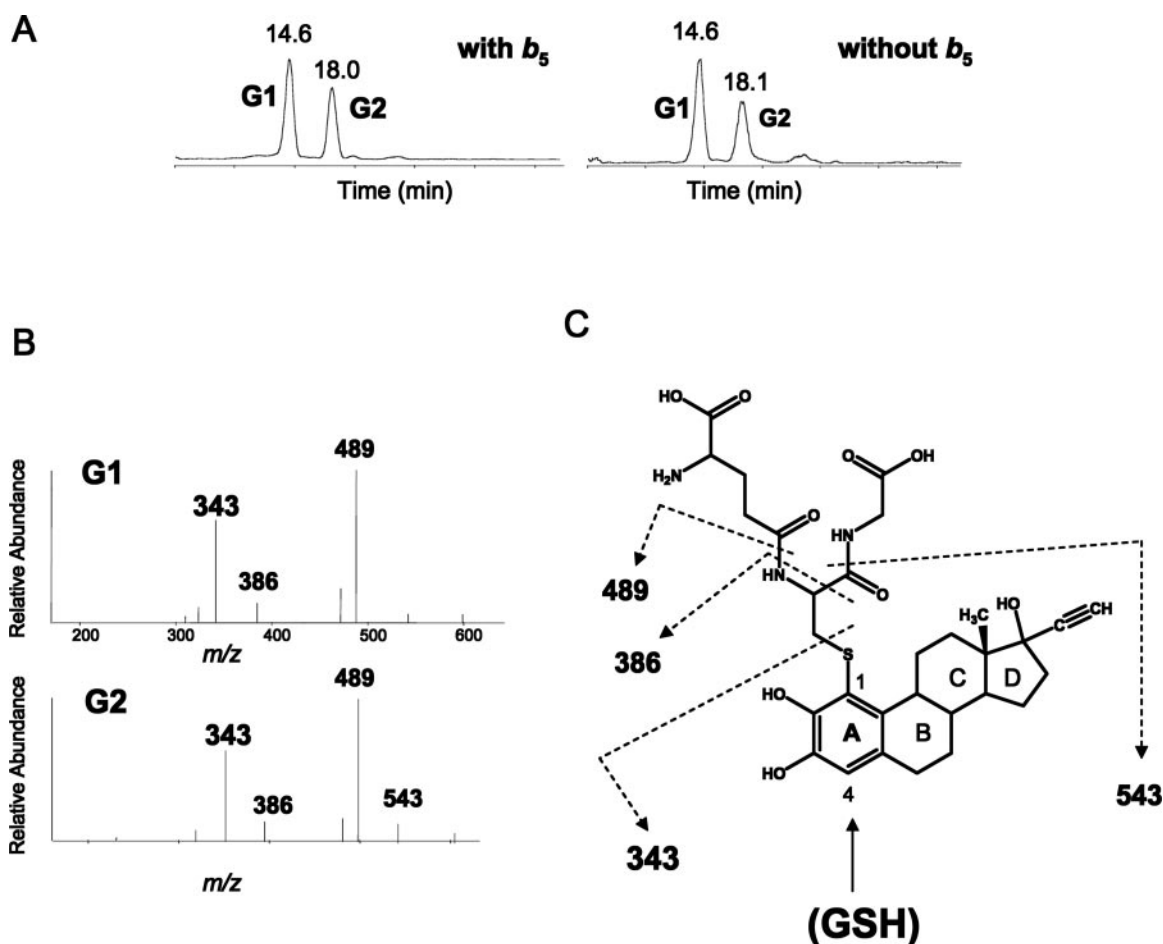 A
14.6
18.0
with b5
G1
G2
Time (min)
14.6
18.1
without b5
G1
G2
Time (min)
B
G1
489
343
386
Relative Abundance
200
300
400
500
600
m/z
G2
489
343
386
543
Relative Abundance
m/z
C
HO
O
H2N
O
OH
O
HN
HN
O
489
386
S
1
HO
HO
A
B
C
D
H3C
HO
CH
4
343
543
(GSH)